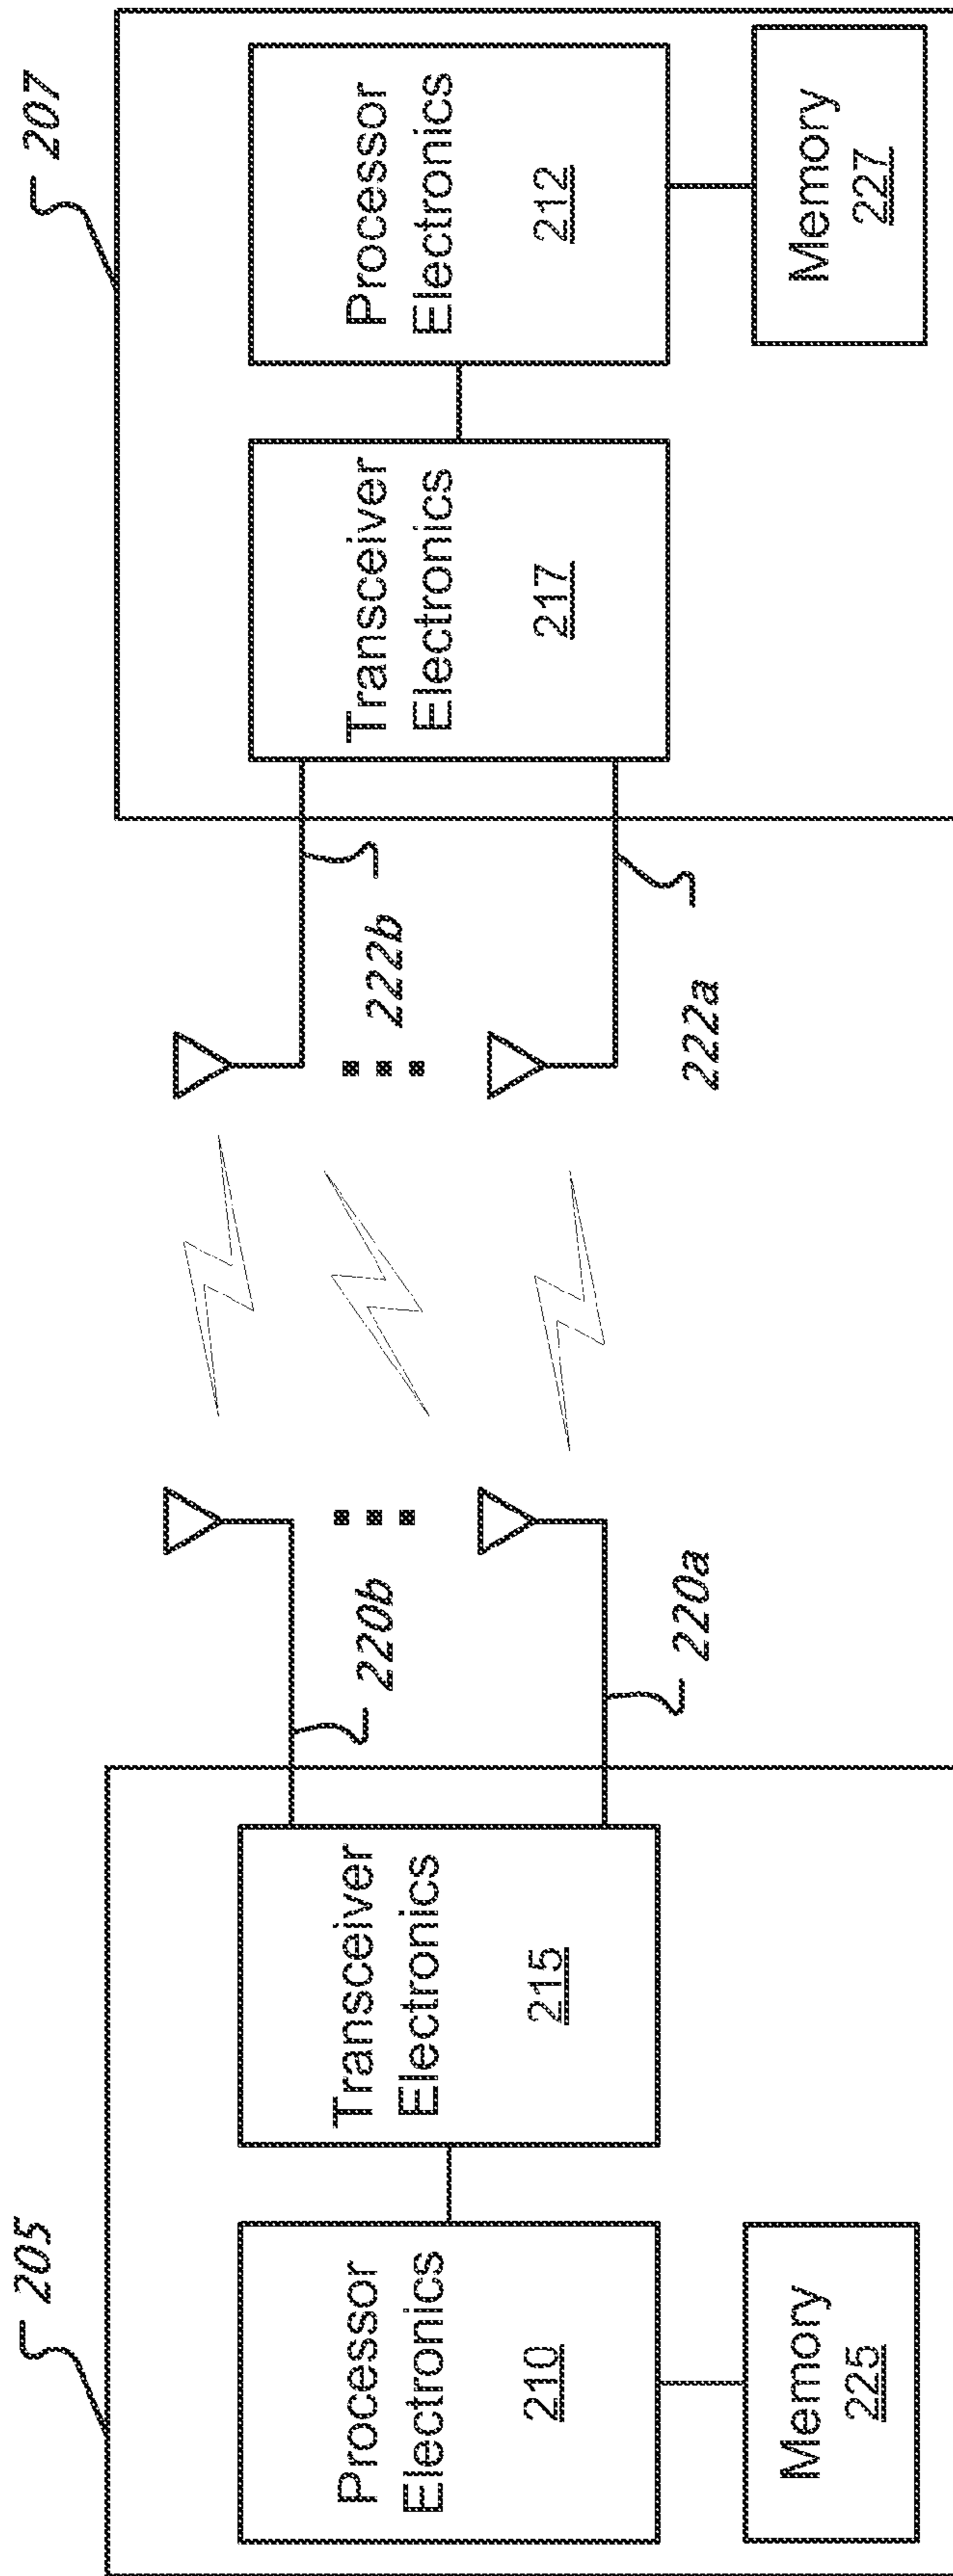 205
207
Processor
Electronics
210
Transceiver
Electronics
215
Memory
225
220b
220a
222b
222a
Transceiver
Electronics
217
Processor
Electronics
212
Memory
227